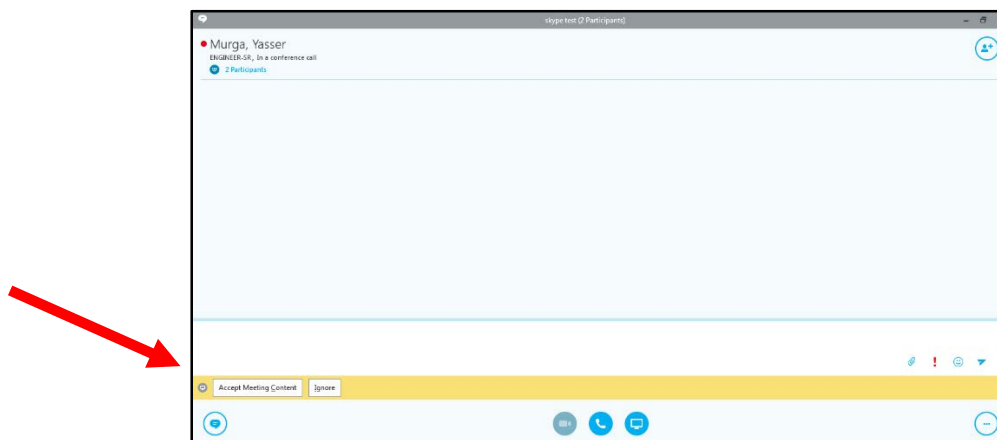 skype test (2 Participants)
Murga, Yasser
ENGINEER-SR, In a conference call
2 Participants
!
Accept Meeting Content Ignore